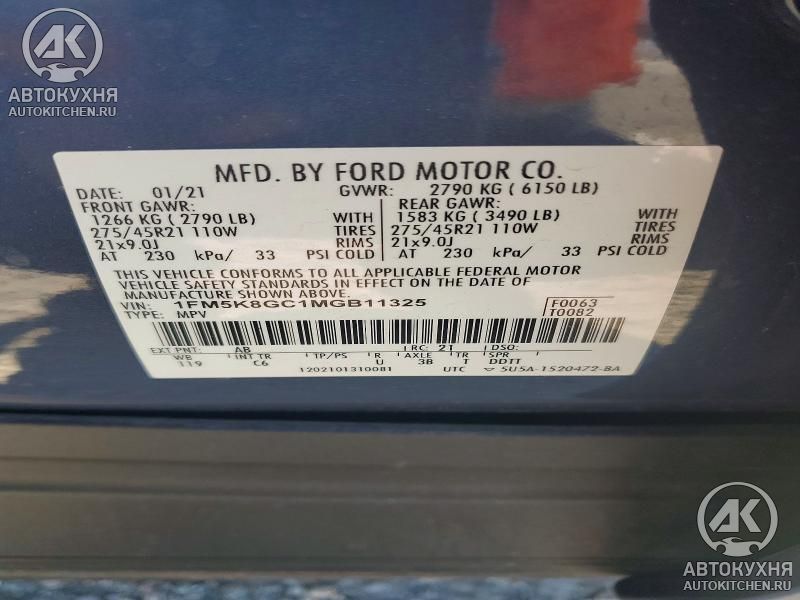 АК
АВТОКУХНЯ
AUTOKITCHEN.RU
MFD. BY FORD MOTOR CO.
DATE: 01/21 GVWR: 2790 KG ( 6150 LB)
FRONT GAWR: REAR GAWR:
1266 KG ( 2790 LB) WITH 1583 KG ( 3490 LB) WITH
275/45R21 110W TIRES 275/45R21 110W TIRES
21x9.0J RIMS 21x9.0J RIMS
AT 230 kPa/ 33 PSI COLD AT 230 kPa/ 33 PSI COLD
THIS VEHICLE CONFORMS TO ALL APPLICABLE FEDERAL MOTOR
VEHICLE SAFETY STANDARDS IN EFFECT ON THE DATE OF
MANUFACTURE SHOWN ABOVE.
VIN: 1FM5K8GC1MGB11325 F0063
TYPE: MPV T0082
EXT PNT: AB RC: 21 DSO:
WB INT TR TP/PS R AXLE TR SPR
119 C6 U 3B T DDTT
1202101310081 UTC ▽ 5U5A-1520472-BA
АК
АВТОКУХНЯ
AUTOKITCHEN.RU